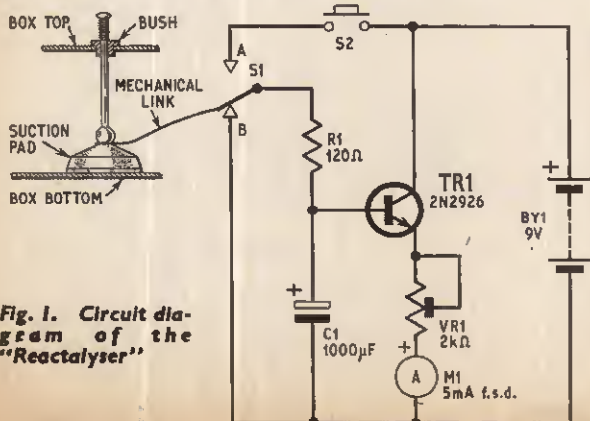 BOX TOP
BUSH
MECHANICAL
LINK
SUCTION
PAD
BOX BOTTOM
A
S1
B
S2
R1
120Ω
TR1
2N2926
+
BY1
9V
+
C1
1000μF
VR1
2kΩ
+
A
M1
5mA f.s.d.
Fig. 1. Circuit dia-
gram of the
"Reactalyser"